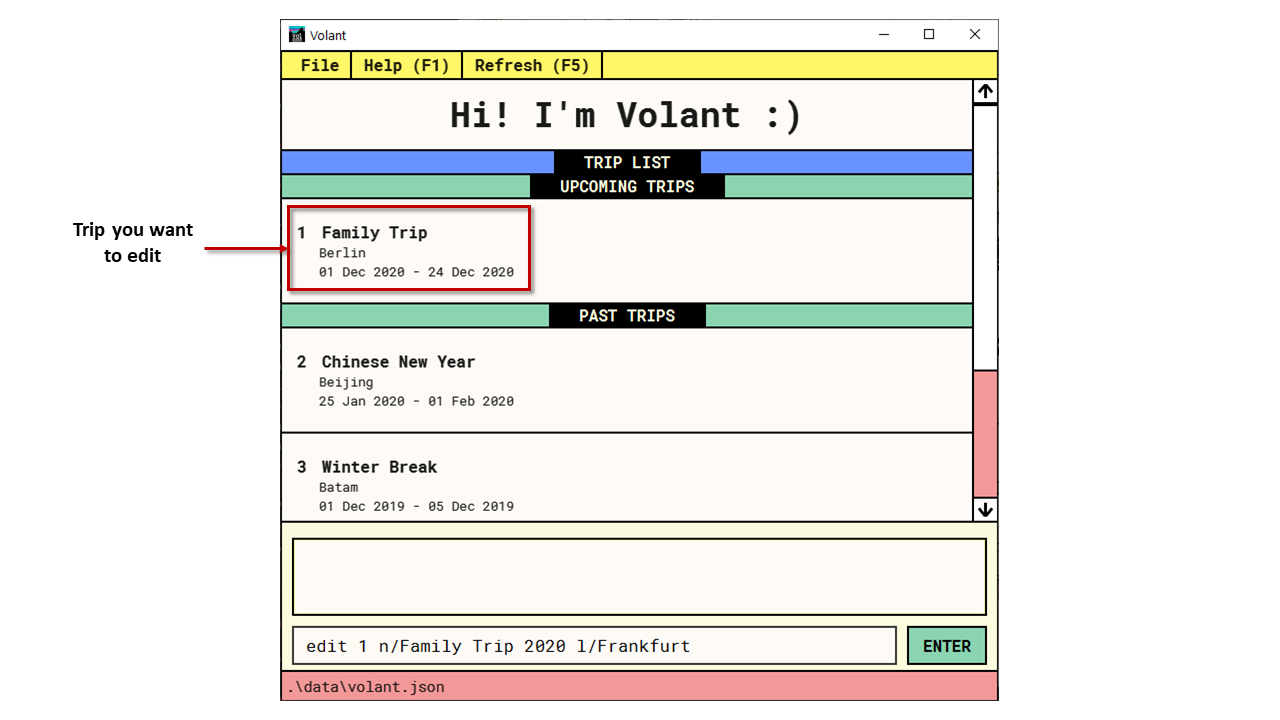 Volant
File Help (F1) Refresh (F5)
Hi! I'm Volant :)
TRIP LIST
UPCOMING TRIPS
Trip you want
to edit
1 Family Trip
Berlin
01 Dec 2020 - 24 Dec 2020
PAST TRIPS
2 Chinese New Year
Beijing
25 Jan 2020 - 01 Feb 2020
3 Winter Break
Batam
01 Dec 2019 - 05 Dec 2019
edit 1 n/Family Trip 2020 l/Frankfurt
ENTER
.\data\volant.json